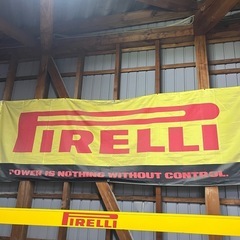 PIRELLI
POWER IS NOTHING WITHOUT CONTROL.
PIRELLI